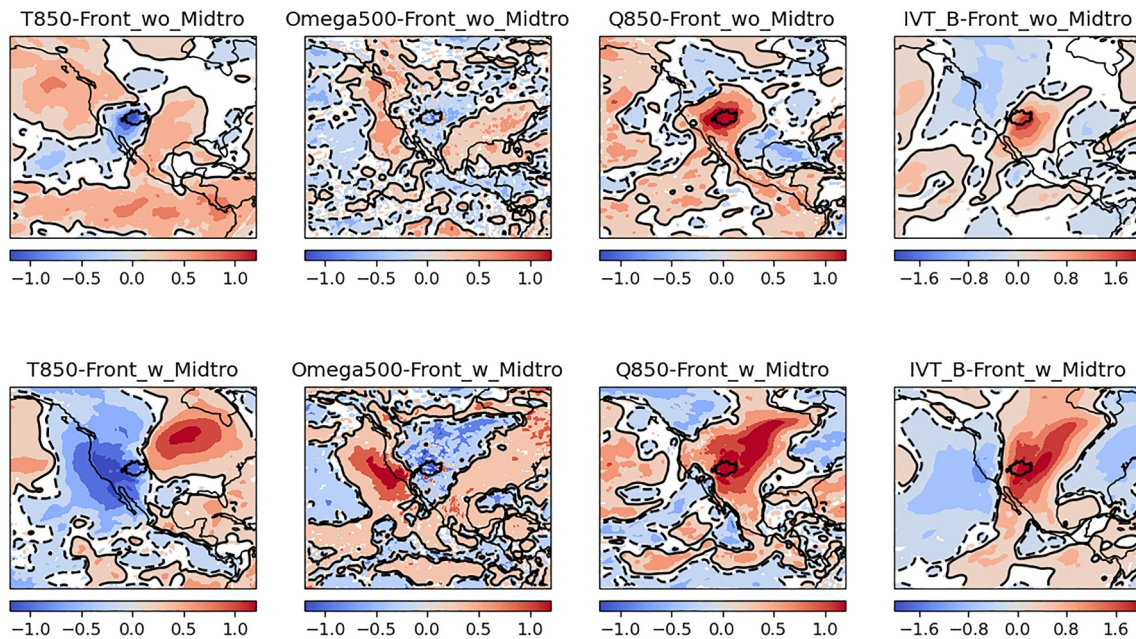 T850-Front_wo_Midtro Omega500-Front_wo_Midtro Q850-Front_wo_Midtro IVT_B-Front_wo_Midtro
−1.0 −0.5 0.0 0.5 1.0 −1.0 −0.5 0.0 0.5 1.0 −1.0 −0.5 0.0 0.5 1.0 −1.6 −0.8 0.0 0.8 1.6
T850-Front_w_Midtro Omega500-Front_w_Midtro Q850-Front_w_Midtro IVT_B-Front_w_Midtro
−1.0 −0.5 0.0 0.5 1.0 −1.0 −0.5 0.0 0.5 1.0 −1.0 −0.5 0.0 0.5 1.0 −1.6 −0.8 0.0 0.8 1.6